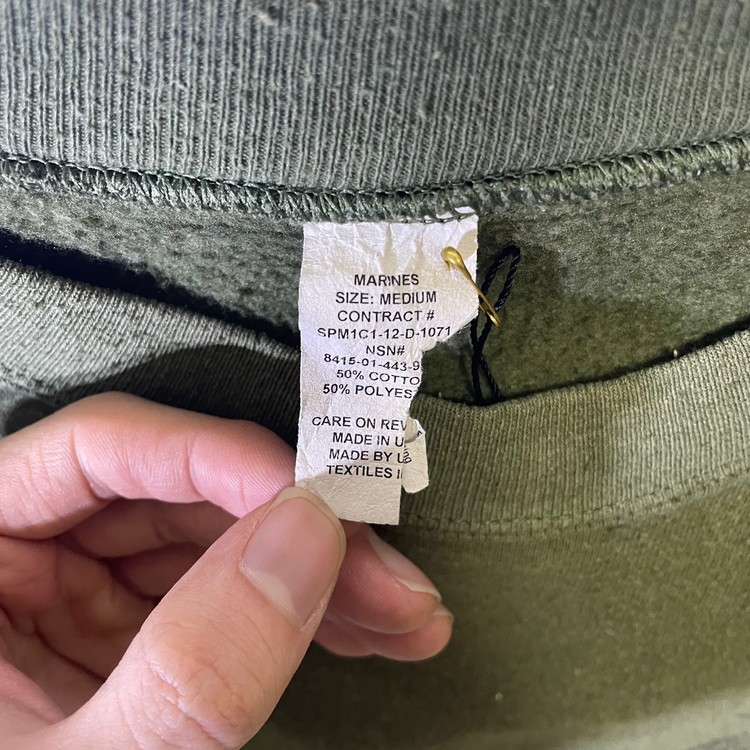 MARINES
SIZE: MEDIUM
CONTRACT #
SPM1C1-12-D-1071
NSN#
8415-01-443-9
50% COTTO
50% POLYES
CARE ON REV
MADE IN U
MADE BY
TEXTILES